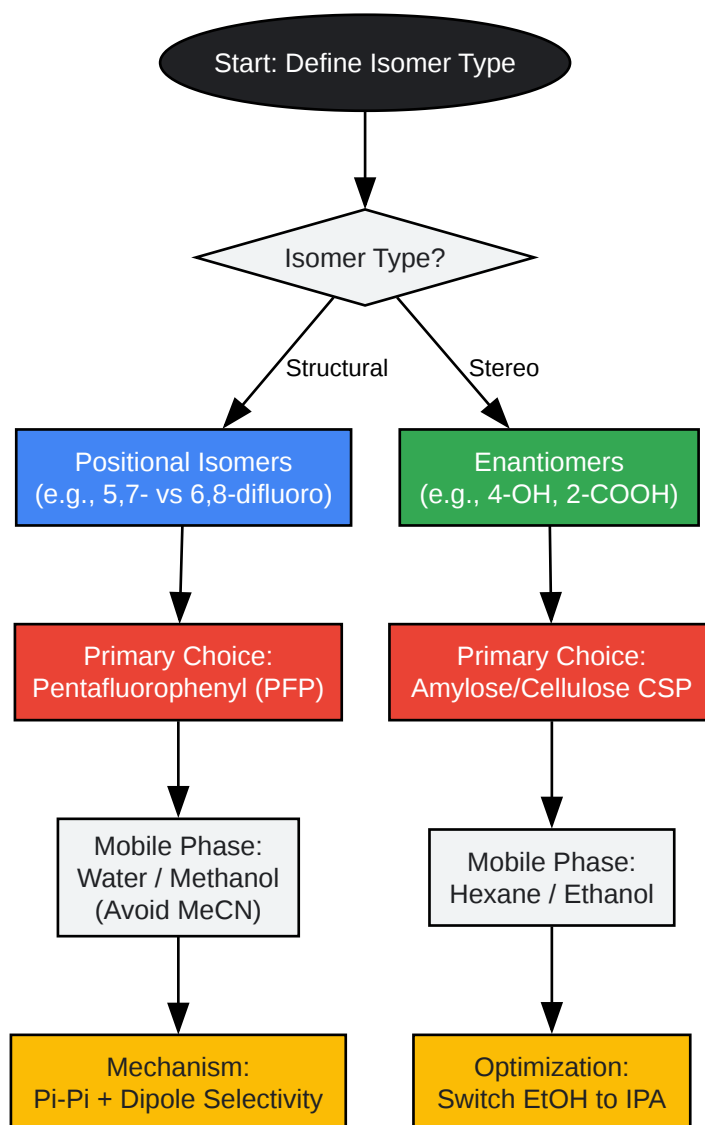 Start: Define Isomer Type
Isomer Type?
Structural
Stereo
Positional Isomers
(e.g., 5,7- vs 6,8-difluoro)
Enantiomers
(e.g., 4-OH, 2-COOH)
Primary Choice:
Pentafluorophenyl (PFP)
Primary Choice:
Amylose/Cellulose CSP
Mobile Phase:
Water / Methanol
(Avoid MeCN)
Mobile Phase:
Hexane / Ethanol
Mechanism:
Pi-Pi + Dipole Selectivity
Optimization:
Switch EtOH to IPA